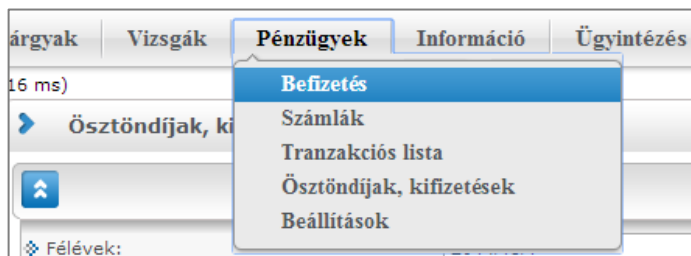 árgyak Vizsgák Pénzügyek Információ Ügyintézés
16 ms)
Befizetés
Számlák
Ösztöndíjak, ki
Tranzakciós lista
Ösztöndíjak, kifizetések
Beállítások
Félévek: